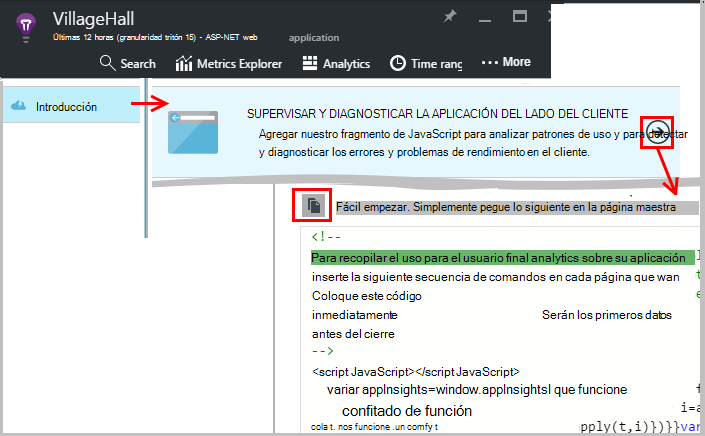 VillageHall
Últimas 12 horas (granularidad tritón 15) - ASP-NET web application
Search Metrics Explorer Analytics Time rang More
Introducción
SUPERVISAR Y DIAGNOSTICAR LA APLICACIÓN DEL LADO DEL CLIENTE
Agregar nuestro fragmento de JavaScript para analizar patrones de uso y para detectar
y diagnosticar los errores y problemas de rendimiento en el cliente.
Fácil empezar. Simplemente pegue lo siguiente en la página maestra
<!--
Para recopilar el uso para el usuario final analytics sobre su aplicación
inserte la siguiente secuencia de comandos en cada página que wan
Coloque este código
inmediatamente Serán los primeros datos
antes del cierre
-->
<script JavaScript></script JavaScript>
variar appInsights=window.appInsightsl que funcione
confitado de función i=a
cola t. nos funcione .un comfy t pply(t,i)})}}var